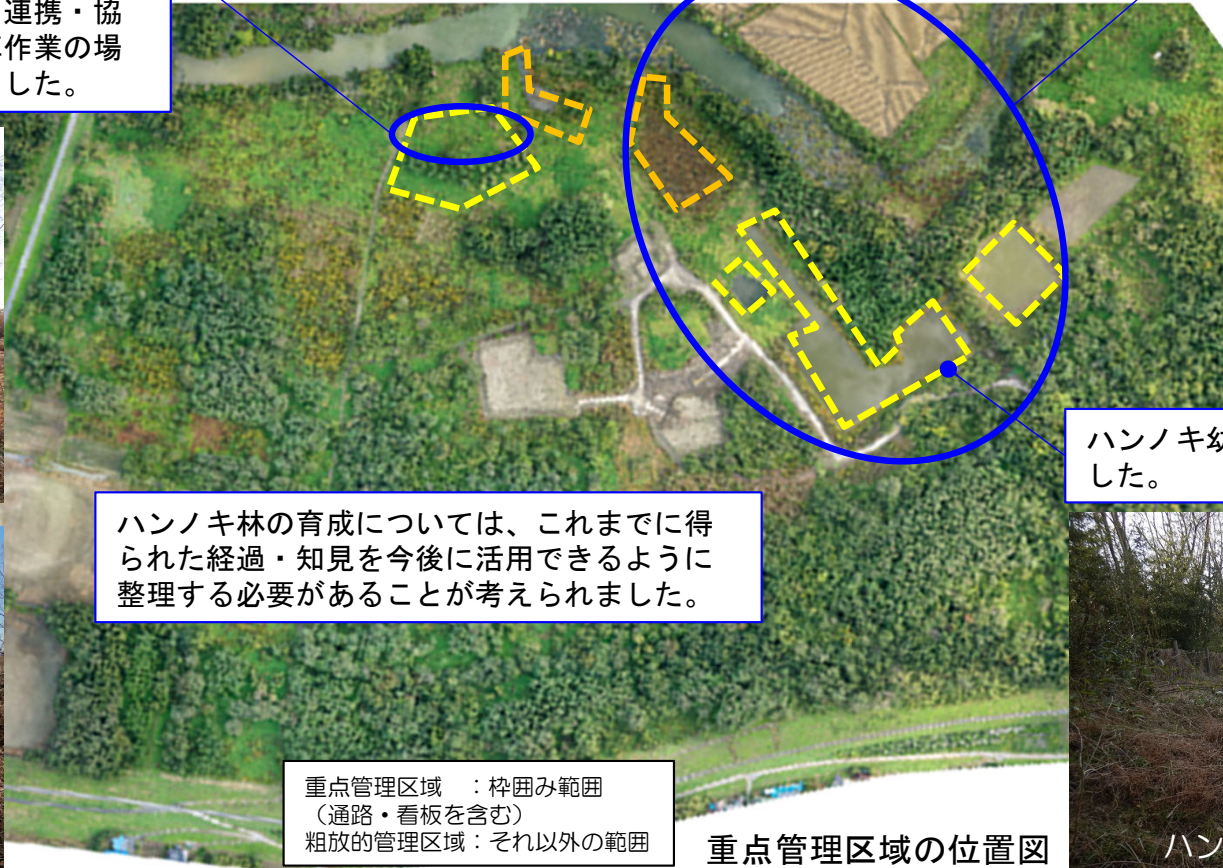 連携・協
作業の場
した。
ハンノキ幼
した。
ハンノキ林の育成については、これまでに得
られた経過・知見を今後に活用できるように
整理する必要があることが考えられました。
重点管理区域 ：枠囲み範囲
（通路・看板を含む）
粗放的管理区域：それ以外の範囲
重点管理区域の位置図
ハン